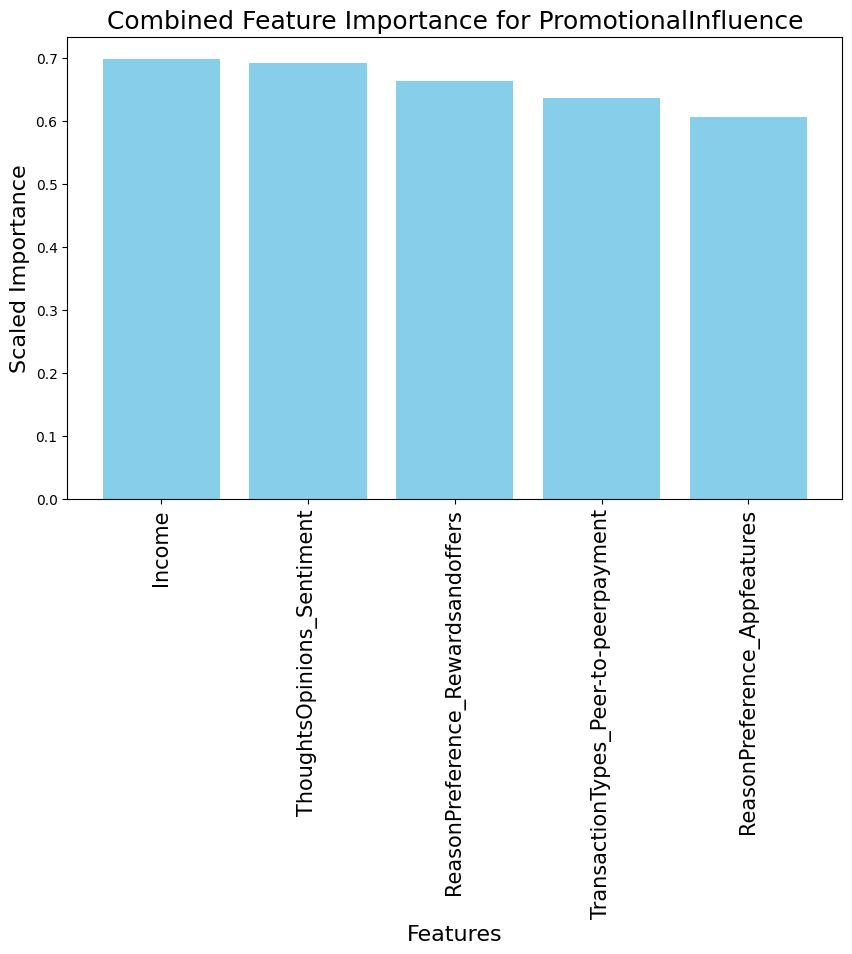 Combined Feature Importance for PromotionalInfluence
Scaled Importance
0.7
0.6
0.5
0.4
0.3
0.2
0.1
0.0
Income
ThoughtsOpinions_Sentiment
ReasonPreference_Rewardsandoffers
TransactionTypes_Peer-to-peerpayment
ReasonPreference_Appfeatures
Features